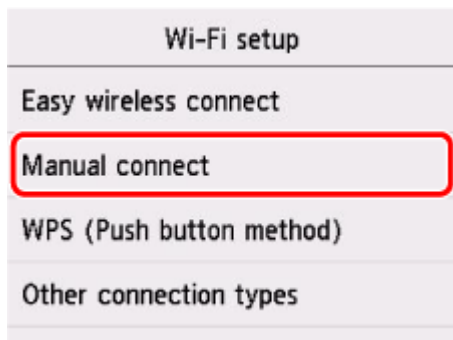 Wi-Fi setup
Easy wireless connect
Manual connect
WPS (Push button method)
Other connection types